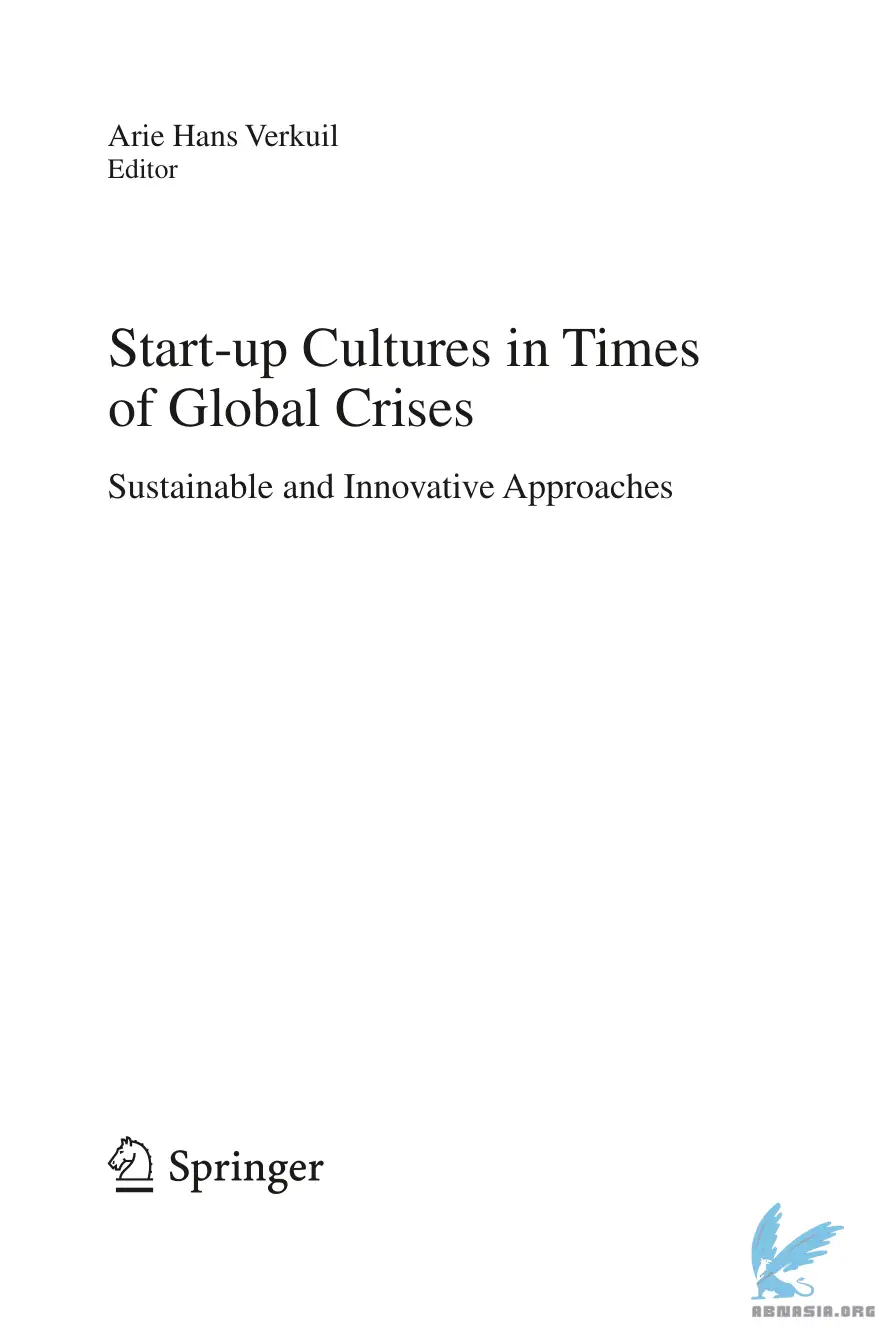 Arie Hans Verkuil
Editor
Start-up Cultures in Times
of Global Crises
Sustainable and Innovative Approaches
Springer
ABNASIA.ORG